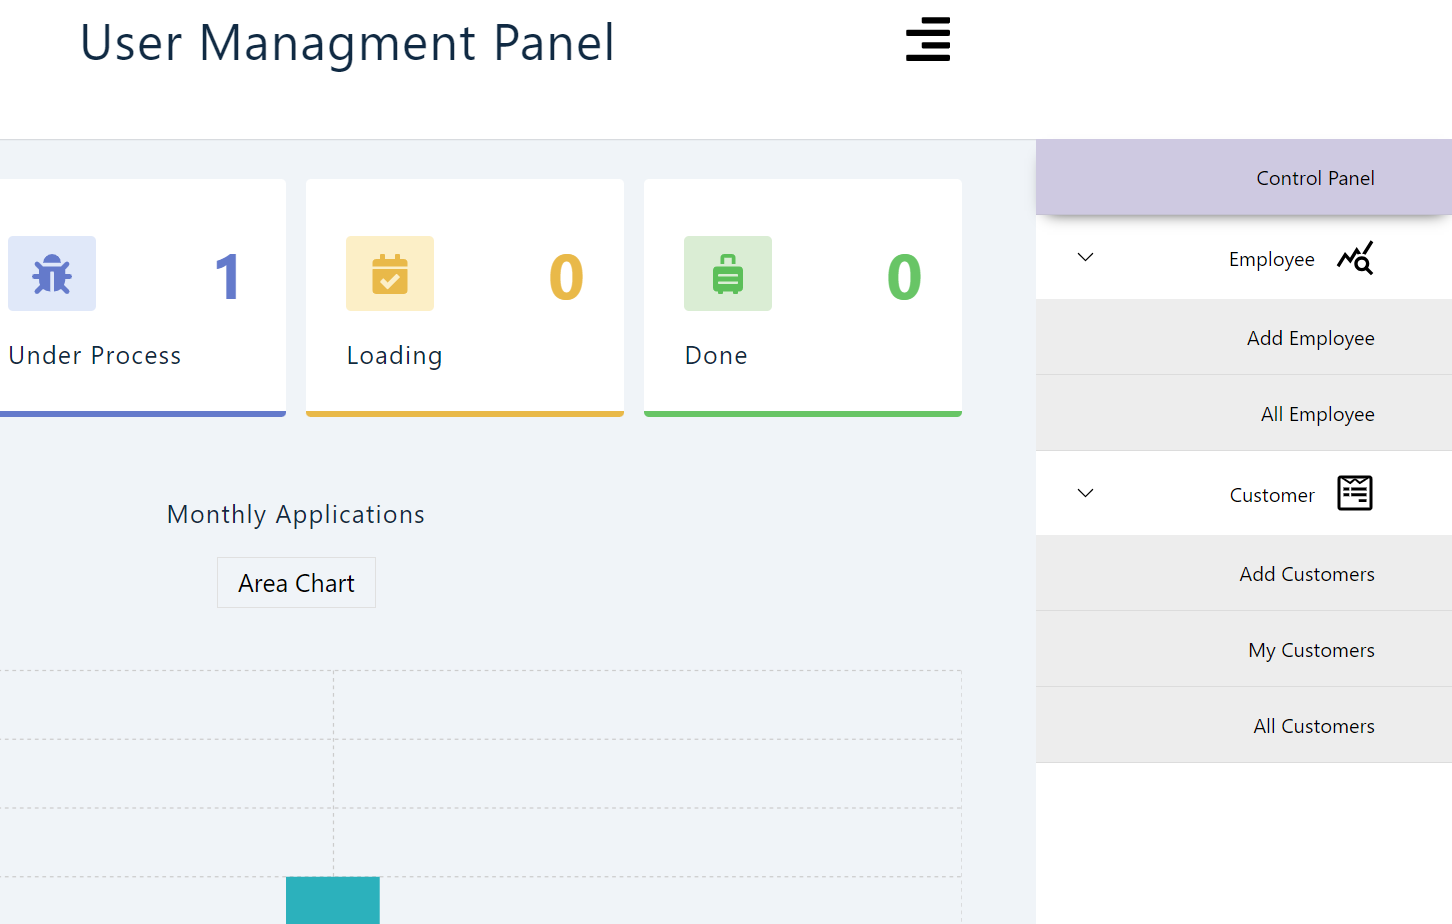 User Managment Panel
1
Under Process
0
Loading
0
Done
Monthly Applications
Area Chart
Control Panel
Employee
Add Employee
All Employee
Customer
Add Customers
My Customers
All Customers